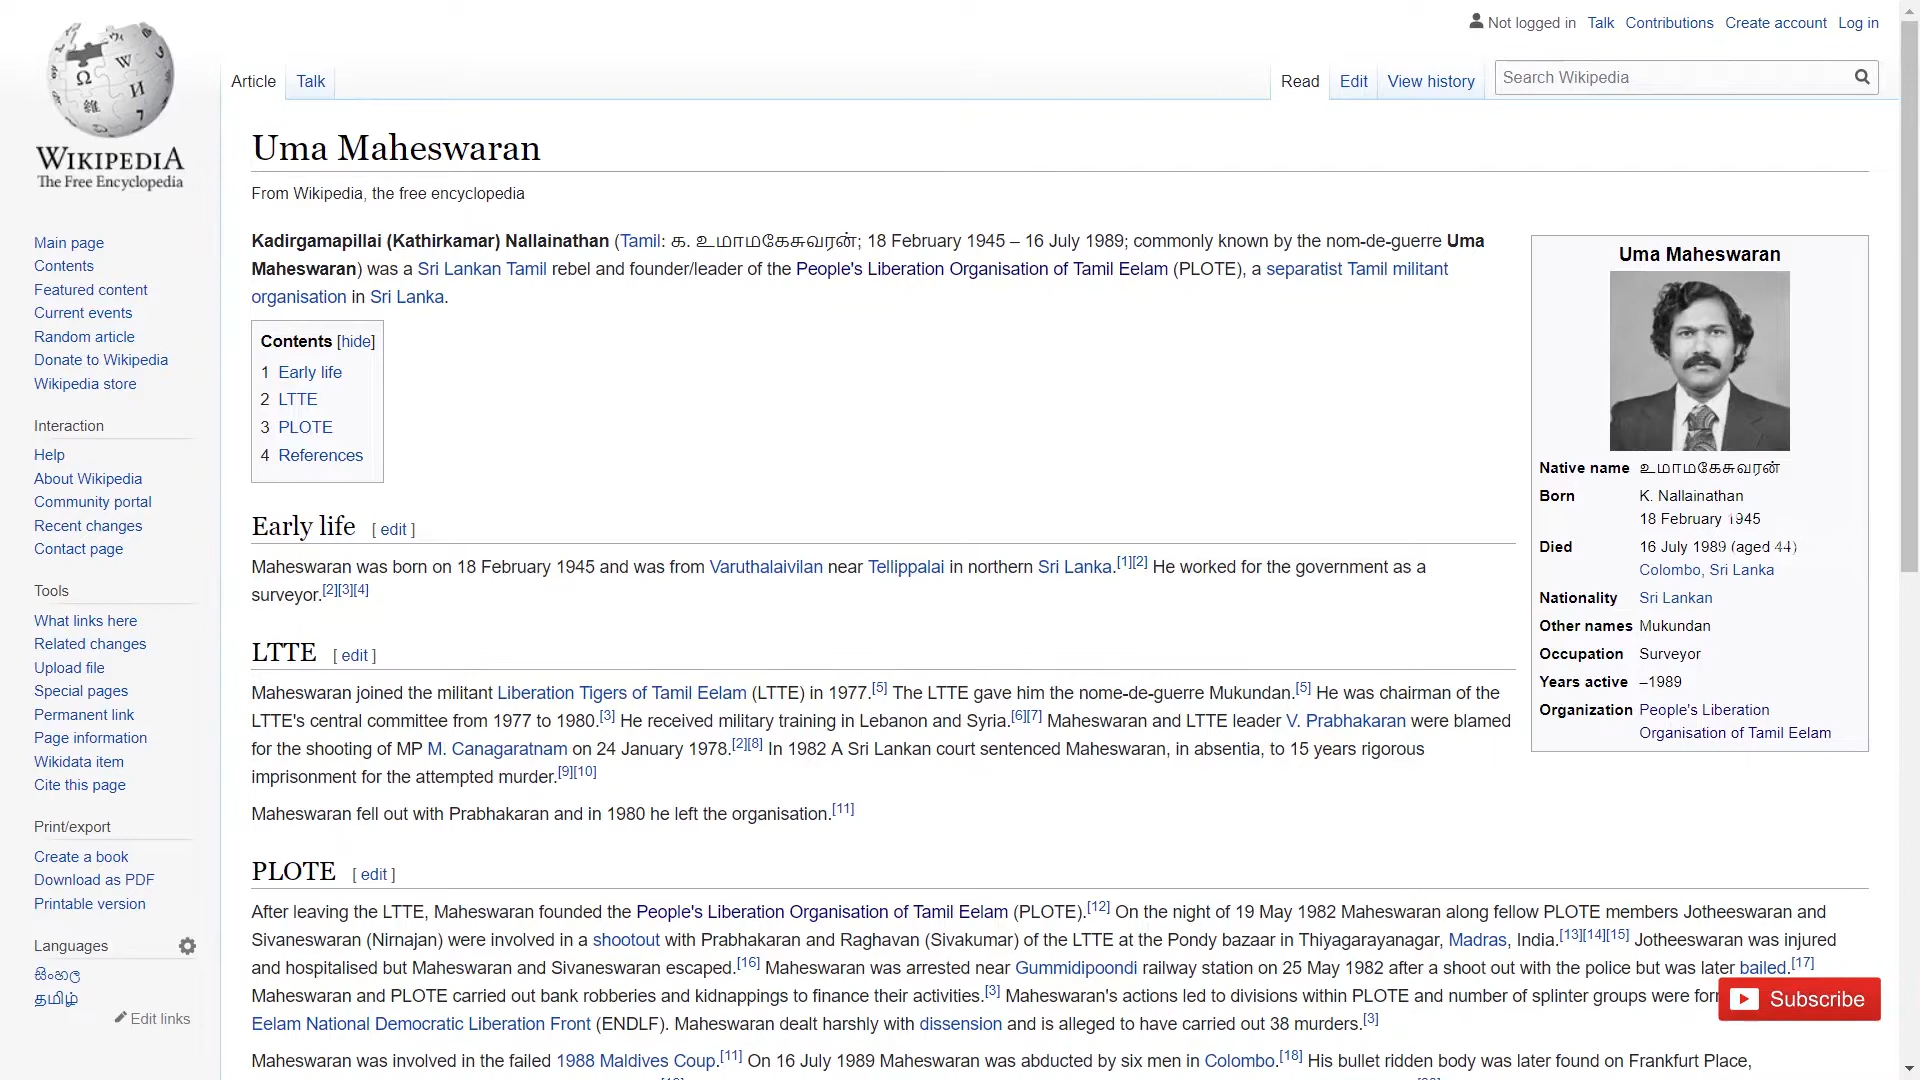 Not logged in Talk Contributions Create account Log in
WIKIPEDIA
The Free Encyclopedia
Article Talk Read Edit View history Search Wikipedia
Uma Maheswaran
From Wikipedia, the free encyclopedia
Main page
Contents
Featured content
Current events
Random article
Donate to Wikipedia
Wikipedia store
Interaction
Help
About Wikipedia
Community portal
Recent changes
Contact page
Tools
What links here
Related changes
Upload file
Special pages
Permanent link
Page information
Wikidata item
Cite this page
Print/export
Create a book
Download as PDF
Printable version
Languages
සිංහල
தமிழ்
Edit links
Kadirgamapillai (Kathirkamar) Nallainathan (Tamil: க. உமாமகேசுவரன்; 18 February 1945 – 16 July 1989; commonly known by the nom-de-guerre Uma
Maheswaran) was a Sri Lankan Tamil rebel and founder/leader of the People's Liberation Organisation of Tamil Eelam (PLOTE), a separatist Tamil militant
organisation in Sri Lanka.
Contents [hide]
1 Early life
2 LTTE
3 PLOTE
4 References
Early life [ edit ]
Maheswaran was born on 18 February 1945 and was from Varuthalaivilan near Tellippalai in northern Sri Lanka.[1][2] He worked for the government as a
surveyor.[2][3][4]
LTTE [ edit ]
Maheswaran joined the militant Liberation Tigers of Tamil Eelam (LTTE) in 1977.[5] The LTTE gave him the nome-de-guerre Mukundan.[5] He was chairman of the
LTTE's central committee from 1977 to 1980.[3] He received military training in Lebanon and Syria.[6][7] Maheswaran and LTTE leader V. Prabhakaran were blamed
for the shooting of MP M. Canagaratnam on 24 January 1978.[2][8] In 1982 A Sri Lankan court sentenced Maheswaran, in absentia, to 15 years rigorous
imprisonment for the attempted murder.[9][10]
Maheswaran fell out with Prabhakaran and in 1980 he left the organisation.[11]
PLOTE [ edit ]
After leaving the LTTE, Maheswaran founded the People's Liberation Organisation of Tamil Eelam (PLOTE).[12] On the night of 19 May 1982 Maheswaran along fellow PLOTE members Jotheeswaran and
Sivaneswaran (Nirnajan) were involved in a shootout with Prabhakaran and Raghavan (Sivakumar) of the LTTE at the Pondy bazaar in Thiyagarayanagar, Madras, India.[13][14][15] Jotheeswaran was injured
and hospitalised but Maheswaran and Sivaneswaran escaped.[16] Maheswaran was arrested near Gummidipoondi railway station on 25 May 1982 after a shoot out with the police but was later bailed.[17]
Maheswaran and PLOTE carried out bank robberies and kidnappings to finance their activities.[3] Maheswaran's actions led to divisions within PLOTE and number of splinter groups were
Eelam National Democratic Liberation Front (ENDLF). Maheswaran dealt harshly with dissension and is alleged to have carried out 38 murders.[3]
Maheswaran was involved in the failed 1988 Maldives Coup.[11] On 16 July 1989 Maheswaran was abducted by six men in Colombo.[18] His bullet ridden body was later found on Frankfurt Place,
Uma Maheswaran
Native name உமாமகேசுவரன்
Born K. Nallainathan
18 February 1945
Died 16 July 1989 (aged 44)
Colombo, Sri Lanka
Nationality Sri Lankan
Other names Mukundan
Occupation Surveyor
Years active –1989
Organization People's Liberation
Organisation of Tamil Eelam
Subscribe